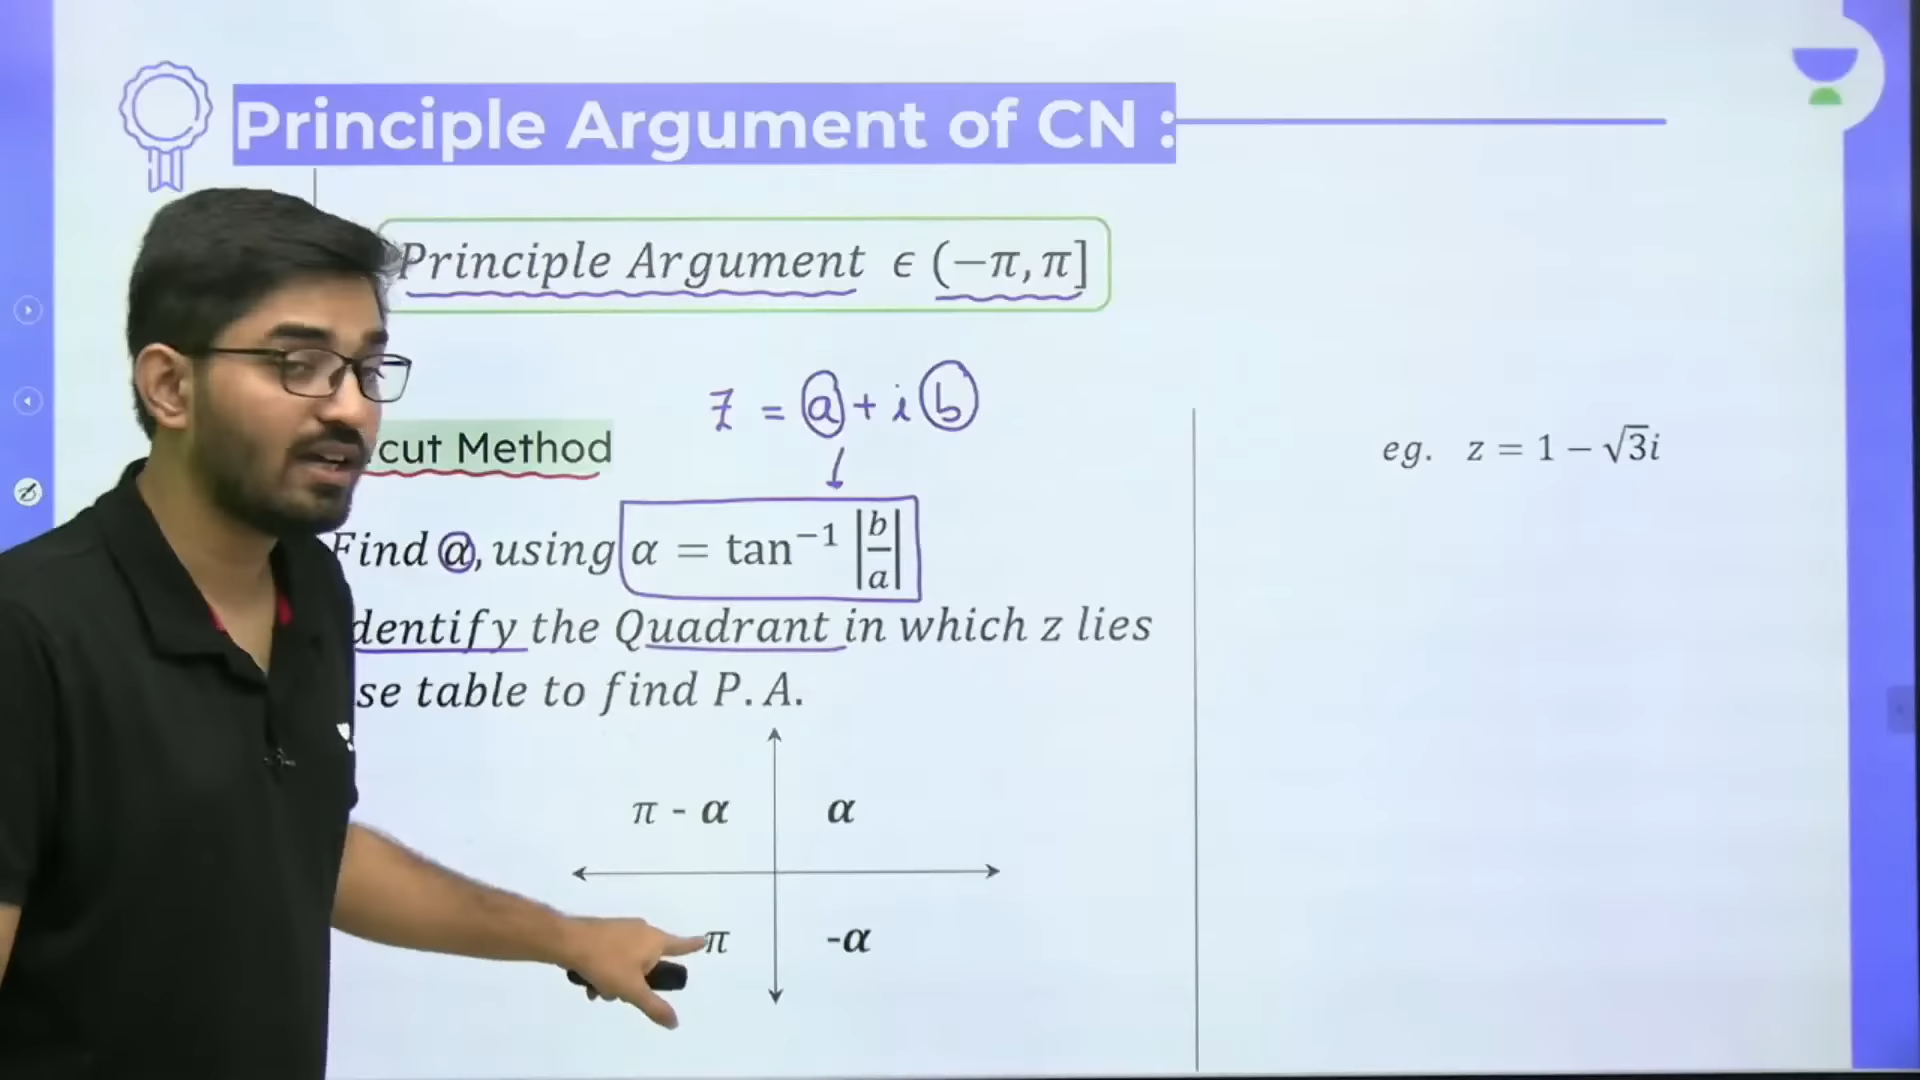 Principle Argument of CN :
Principle Argument ϵ (−π, π]
z = a + i b
cut Method
eg. z = 1 − √3i
Find α, using α = tan⁻¹ |b/a|
dentify the Quadrant in which z lies
se table to find P. A.
π - α α
π -α